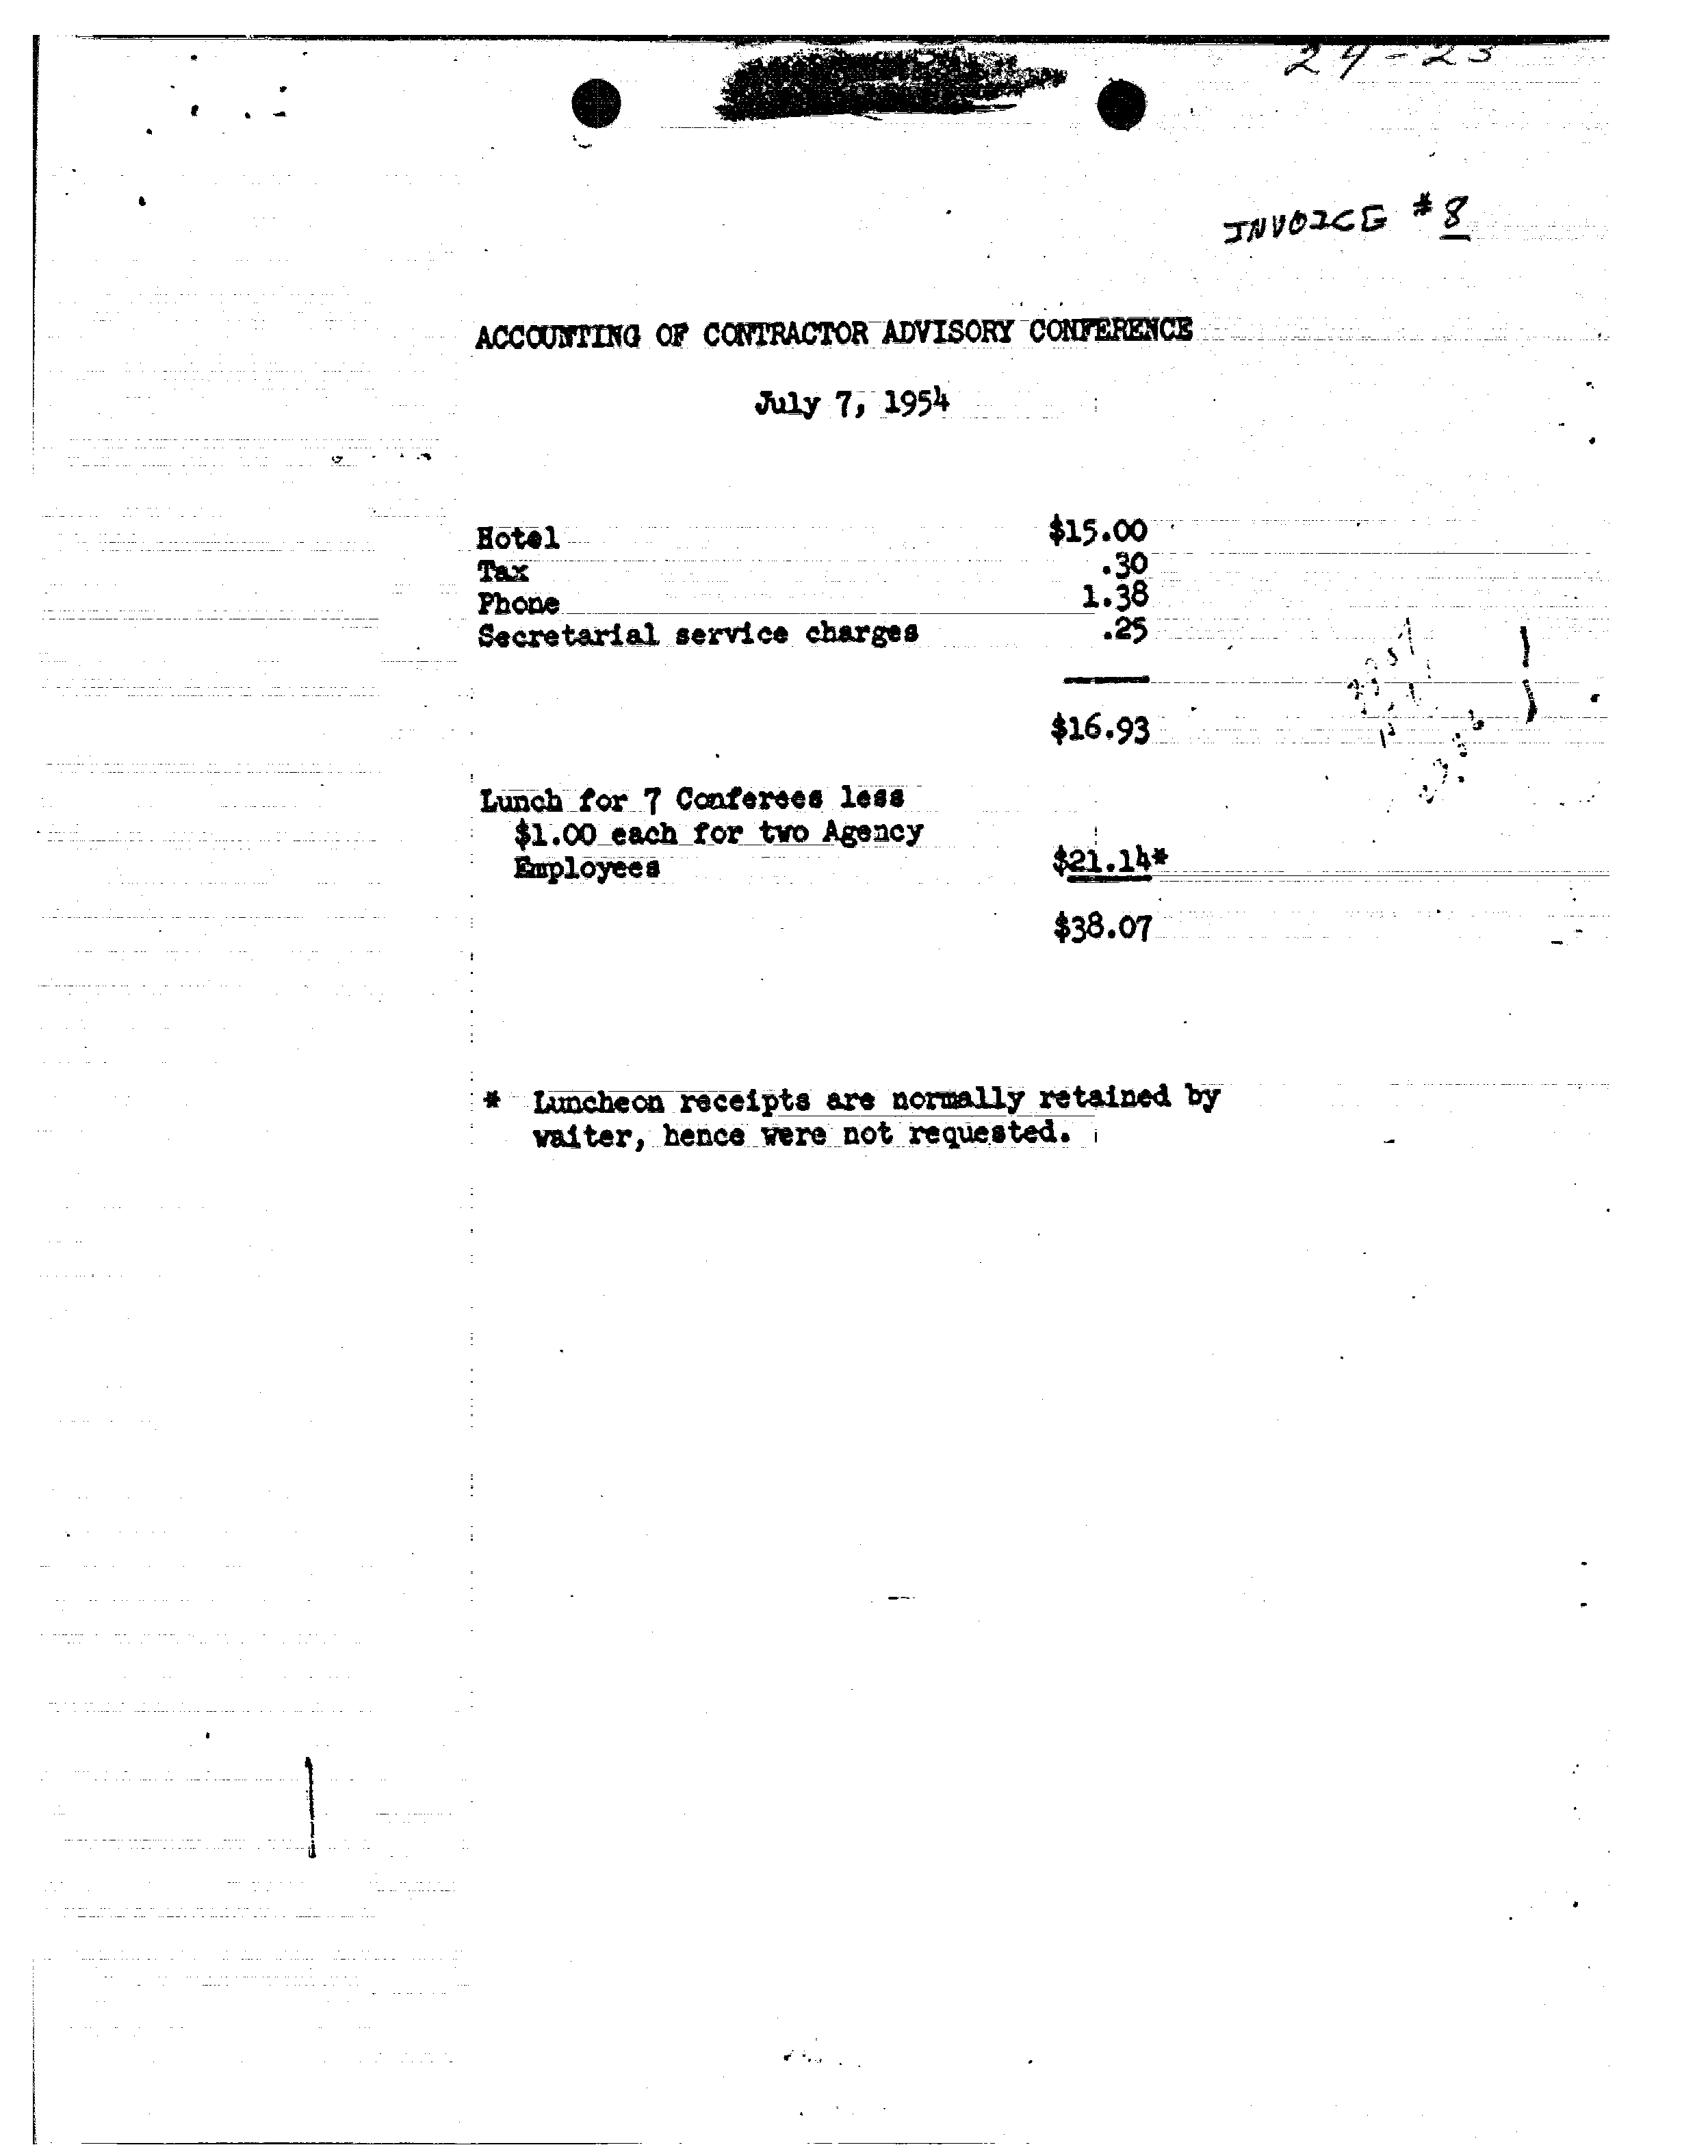 24-23
INVOICE # 8
ACCOUNTING OF CONTRACTOR ADVISORY CONFERENCE
July 7, 1954
Hotel $15.00
Tax .30
Phone 1.38
Secretarial service charges .25
$16.93
Lunch for 7 Conferees less
$1.00 each for two Agency
Employees $21.14*
$38.07
* Luncheon receipts are normally retained by
waiter, hence were not requested.